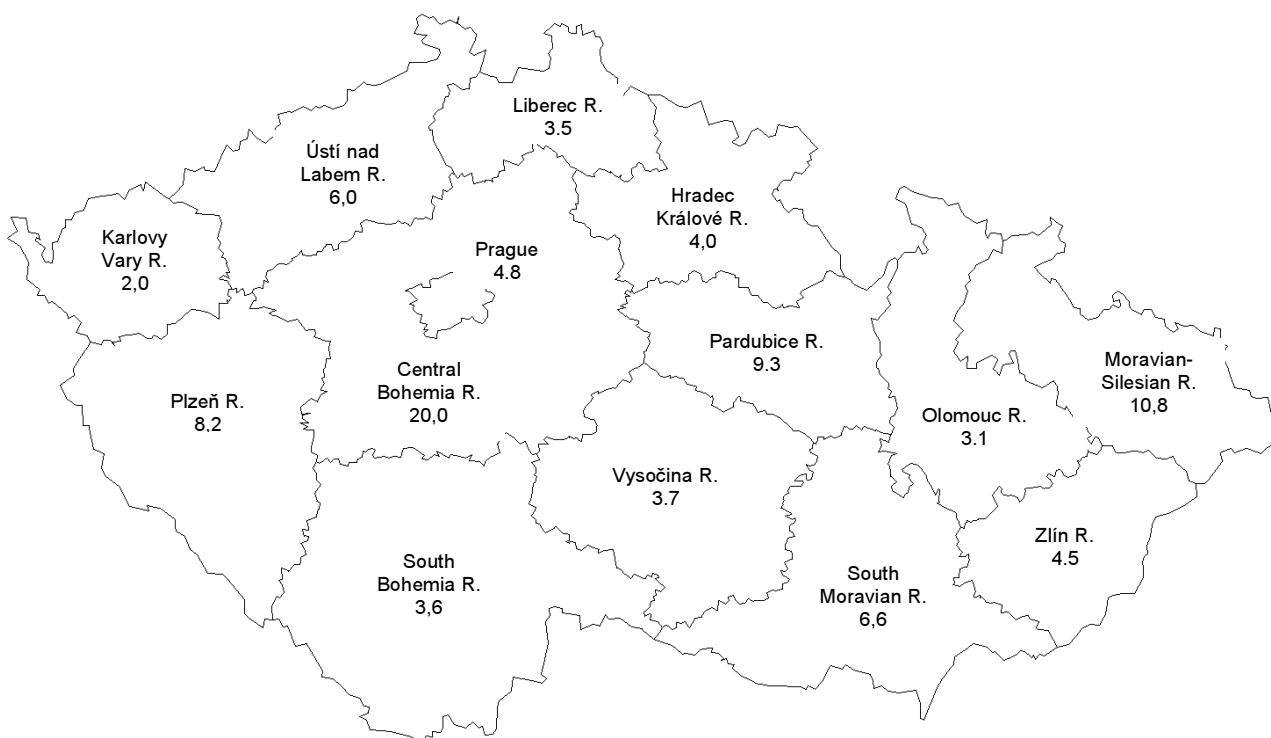 Liberec R.
3.5
Ústí nad
Labem R.
6,0
Hradec
Králové R.
4,0
Karlovy
Vary R.
2,0
Prague
4.8
Pardubice R.
9.3
Moravian-
Silesian R.
10,8
Central
Bohemia R.
20,0
Plzeň R.
8,2
Olomouc R.
3.1
Vysočina R.
3.7
Zlín R.
4.5
South
Bohemia R.
3,6
South
Moravian R.
6,6